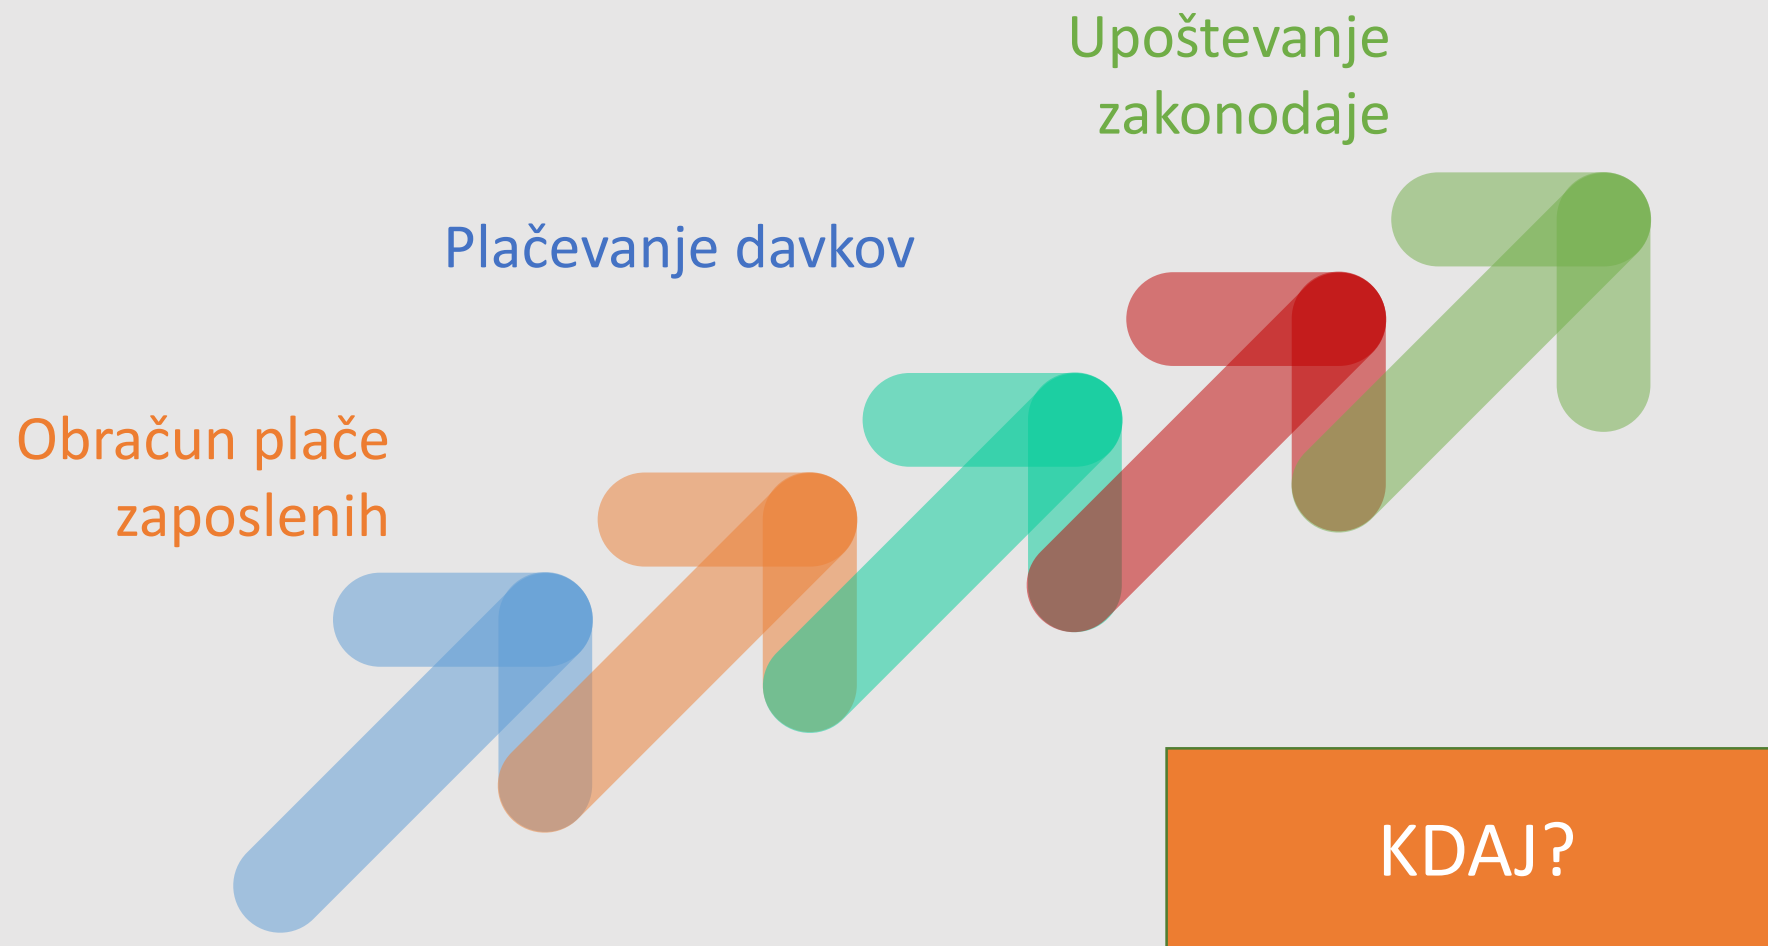 Upoštevanje
zakonodaje
Plačevanje davkov
Obračun plače
zaposlenih
KDAJ?